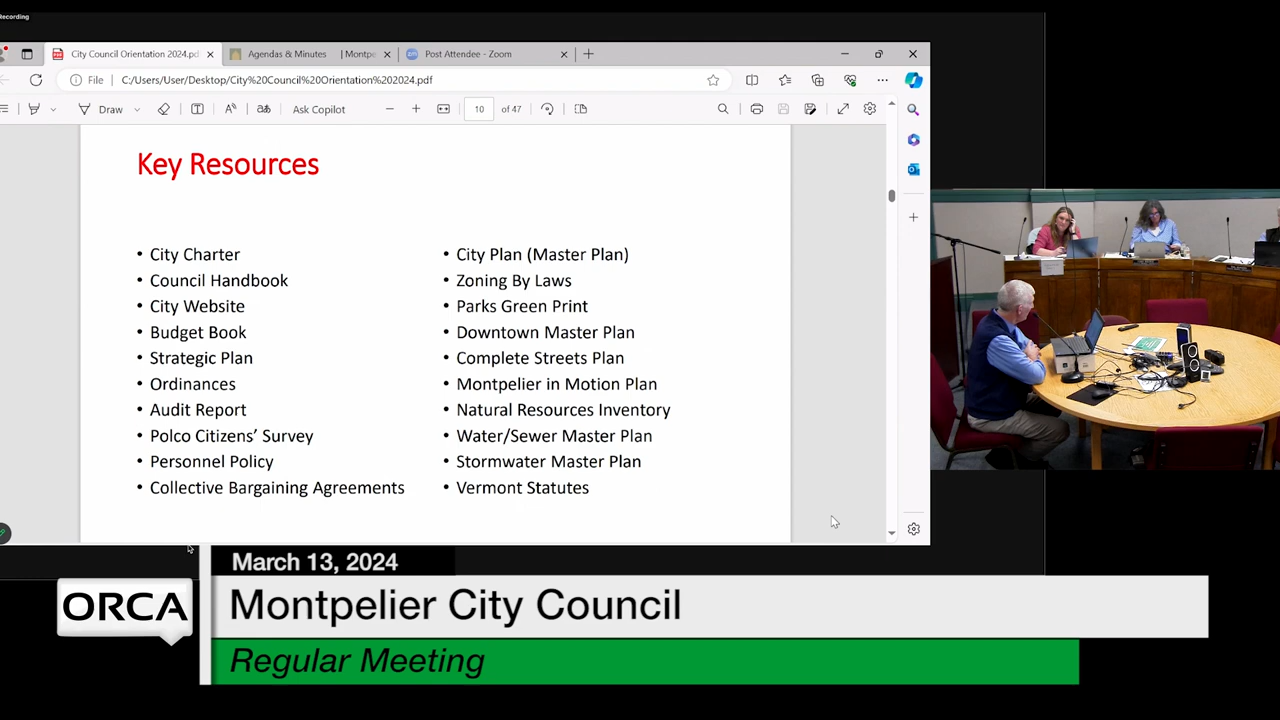 Recording
City Council Orientation 2024.pdf
Agendas & Minutes | Montpe
Post Attendee - Zoom
File
C:/Users/User/Desktop/City%20Council%20Orientation%202024.pdf
Draw
Ask Copilot
10 of 47
Key Resources
• City Charter
• Council Handbook
• City Website
• Budget Book
• Strategic Plan
• Ordinances
• Audit Report
• Polco Citizens' Survey
• Personnel Policy
• Collective Bargaining Agreements
• City Plan (Master Plan)
• Zoning By Laws
• Parks Green Print
• Downtown Master Plan
• Complete Streets Plan
• Montpelier in Motion Plan
• Natural Resources Inventory
• Water/Sewer Master Plan
• Stormwater Master Plan
• Vermont Statutes
March 13, 2024
ORCA
Montpelier City Council
Regular Meeting